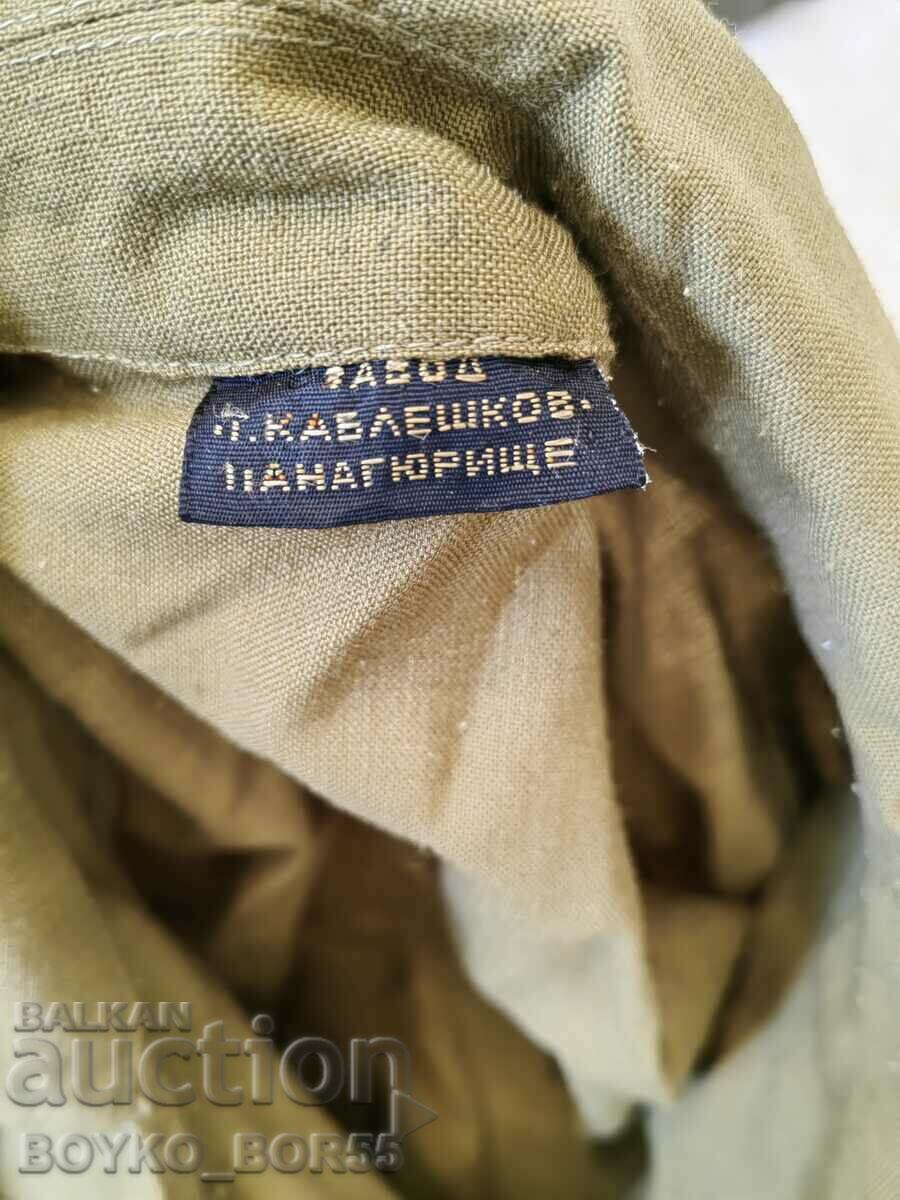 ЗАВОД
"Т. КАБЛЕШКОВ"
ПАНАГЮРИЩЕ
BALKAN
auction
BOYKO_BOR55